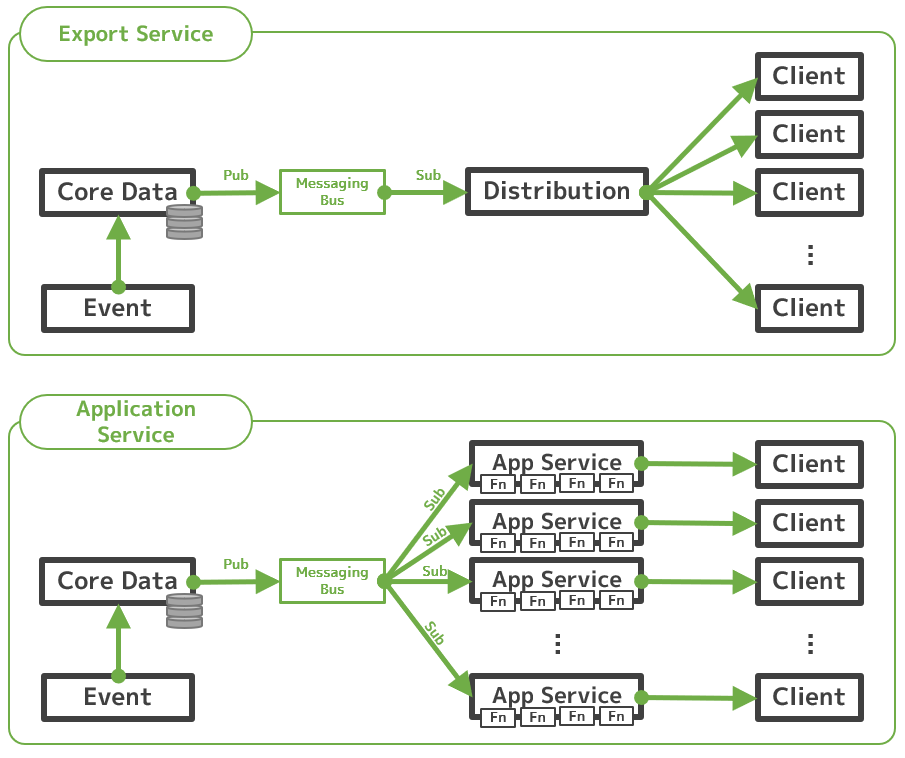 Export Service
Client
Client
Core Data
Pub
Messaging
Bus
Sub
Distribution
Client
⋮
Event
Client
Application
Service
App Service
Fn Fn Fn Fn
Client
Sub
App Service
Fn Fn Fn Fn
Client
Sub
Core Data
Pub
Messaging
Bus
Sub
App Service
Fn Fn Fn Fn
Client
Sub
⋮ ⋮
Event
App Service
Fn Fn Fn Fn
Client